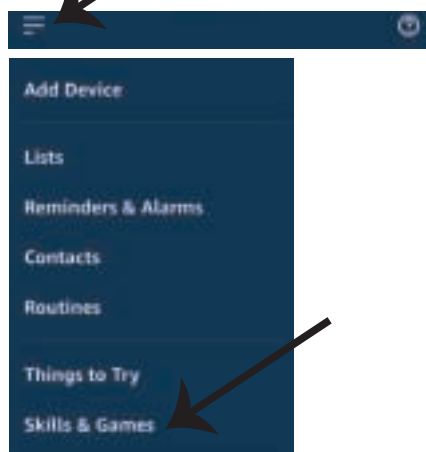 Add Device
Lists
Reminders & Alarms
Contacts
Routines
Things to Try
Skills & Games